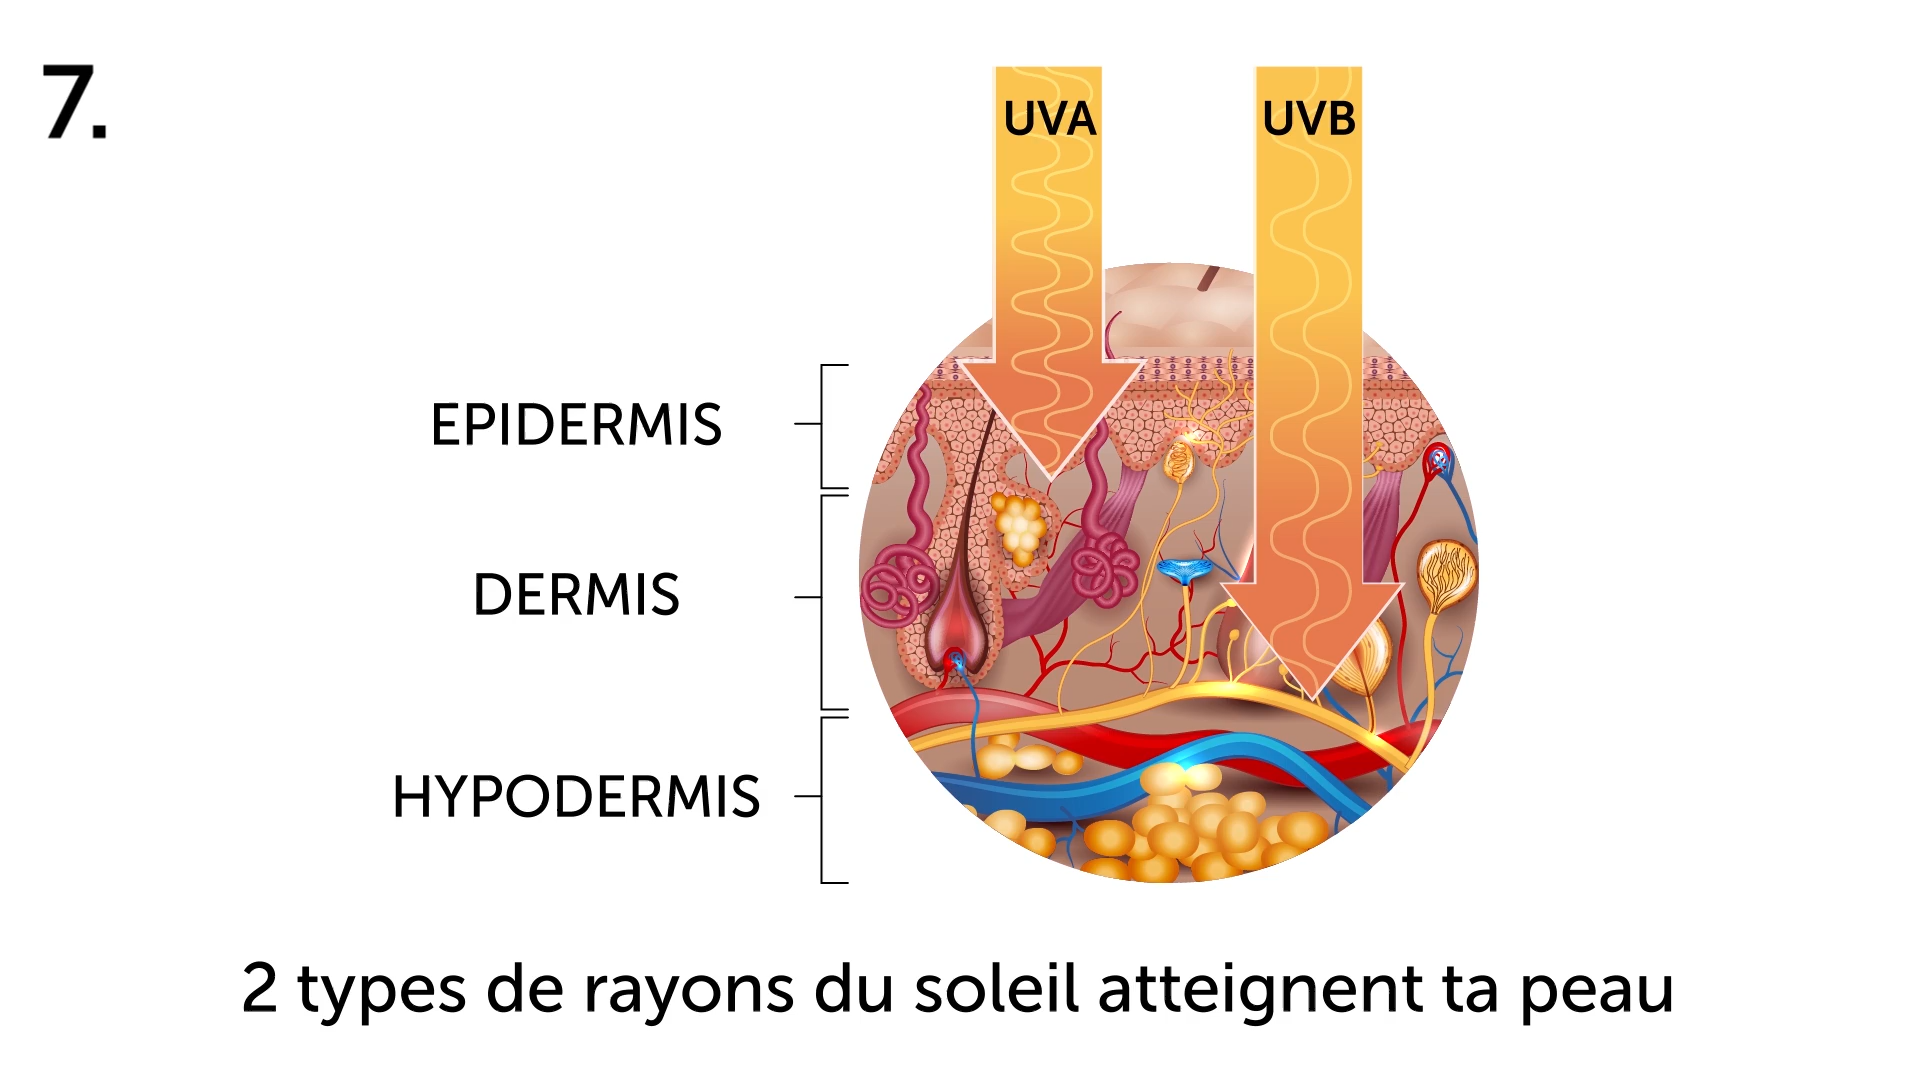 7.
UVA
UVB
EPIDERMIS
DERMIS
HYPODERMIS
2 types de rayons du soleil atteignent ta peau